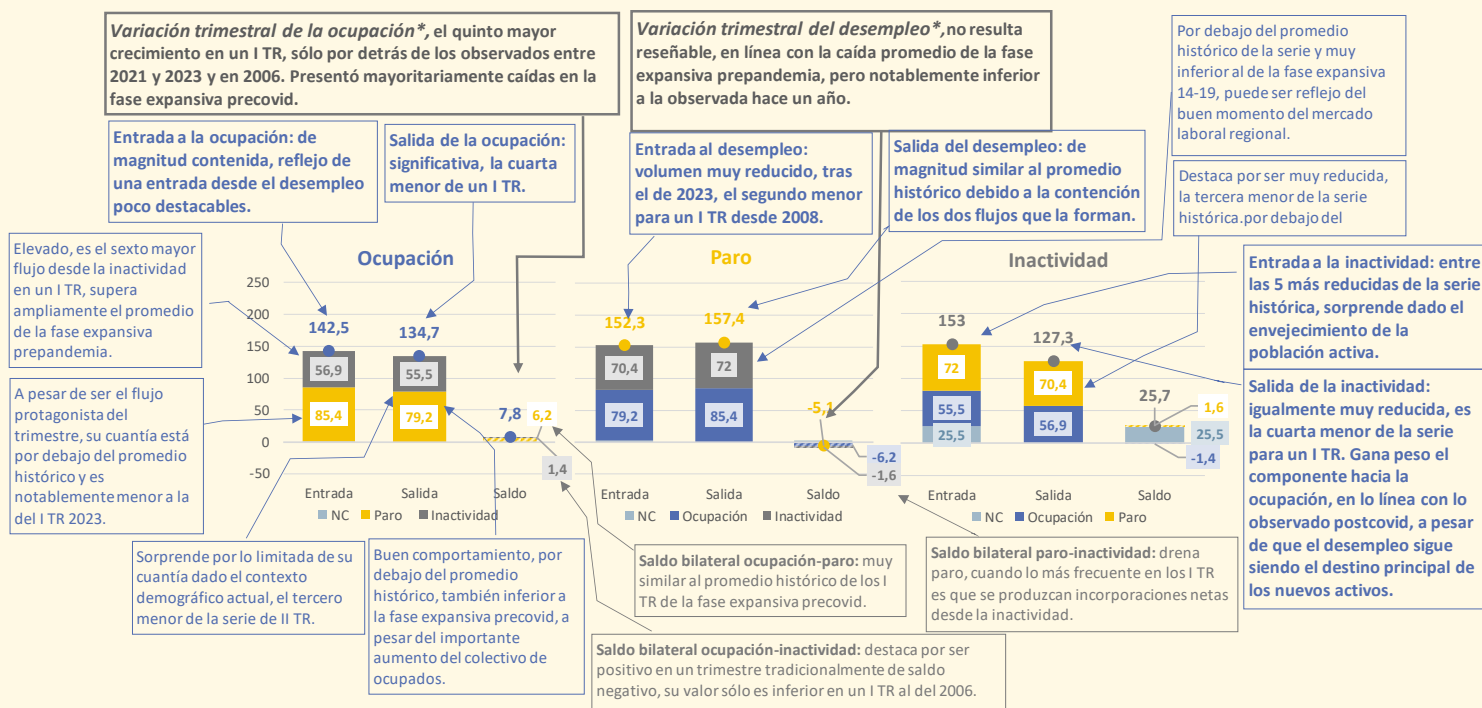 Variación trimestral de la ocupación*, el quinto mayor
crecimiento en un I TR, sólo por detrás de los observados entre
2021 y 2023 y en 2006. Presentó mayoritariamente caídas en la
fase expansiva precovid.
Variación trimestral del desempleo*,no resulta
reseñable, en línea con la caída promedio de la fase
expansiva prepandemia, pero notablemente inferior
a la observada hace un año.
Por debajo del promedio
histórico de la serie y muy
inferior al de la fase expansiva
14-19, puede ser reflejo del
buen momento del mercado
laboral regional.
Entrada a la ocupación: de
magnitud contenida, reflejo de
una entrada desde el desempleo
poco destacables.
Salida de la ocupación:
significativa, la cuarta
menor de un I TR.
Entrada al desempleo:
volumen muy reducido, tras
el de 2023, el segundo menor
para un I TR desde 2008.
Salida del desempleo: de
magnitud similar al promedio
histórico debido a la contención
de los dos flujos que la forman.
Destaca por ser muy reducida,
la tercera menor de la serie
histórica.por debajo del
Elevado, es el sexto mayor
flujo desde la inactividad
en un I TR, supera
ampliamente el promedio
de la fase expansiva
prepandemia.
A pesar de ser el flujo
protagonista del
trimestre, su cuantía está
por debajo del promedio
histórico y es
notablemente menor a la
del I TR 2023.
Ocupación
250
200
150
100
50
0
-50
142,5
134,7
56,9
55,5
85,4
79,2
7,8
6,2
1,4
Entrada
Salida
Saldo
NC
Paro
Inactividad
Paro
152,3
157,4
70,4
72
79,2
85,4
-5,1
-6,2
-1,6
Entrada
Salida
Saldo
NC
Ocupación
Inactividad
Inactividad
153
127,3
72
70,4
55,5
56,9
25,5
25,7
1,6
25,5
-1,4
Entrada
Salida
Saldo
NC
Ocupación
Paro
Entrada a la inactividad: entre
las 5 más reducidas de la serie
histórica, sorprende dado el
envejecimiento de la
población activa.
Salida de la inactividad:
igualmente muy reducida, es
la cuarta menor de la serie
para un I TR. Gana peso el
componente hacia la
ocupación, en lo línea con lo
observado postcovid, a pesar
de que el desempleo sigue
siendo el destino principal de
los nuevos activos.
Sorprende por lo limitada de su
cuantía dado el contexto
demográfico actual, el tercero
menor de la serie de II TR.
Buen comportamiento, por
debajo del promedio
histórico, también inferior a
la fase expansiva precovid, a
pesar del importante
aumento del colectivo de
ocupados.
Saldo bilateral ocupación-paro: muy
similar al promedio histórico de los I
TR de la fase expansiva precovid.
Saldo bilateral paro-inactividad: drena
paro, cuando lo más frecuente en los I TR
es que se produzcan incorporaciones netas
desde la inactividad.
Saldo bilateral ocupación-inactividad: destaca por ser
positivo en un trimestre tradicionalmente de saldo
negativo, su valor sólo es inferior en un I TR al del 2006.